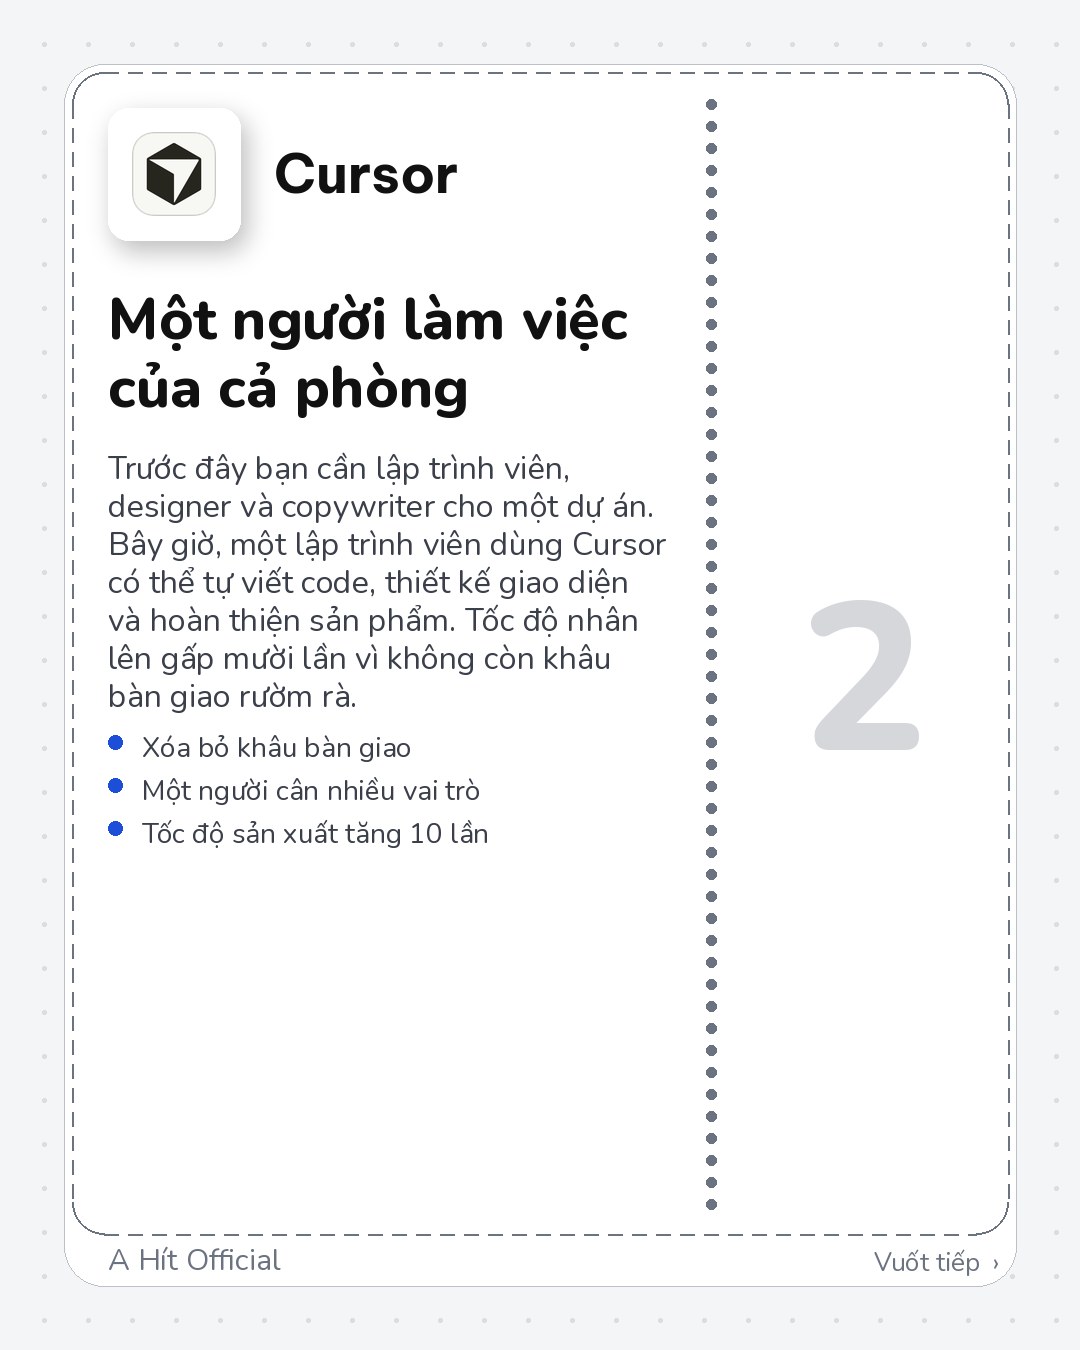 Cursor
Một người làm việc
của cả phòng
Trước đây bạn cần lập trình viên,
designer và copywriter cho một dự án.
Bây giờ, một lập trình viên dùng Cursor
có thể tự viết code, thiết kế giao diện
và hoàn thiện sản phẩm. Tốc độ nhân
lên gấp mười lần vì không còn khâu
bàn giao rườm rà.
Xóa bỏ khâu bàn giao
Một người cân nhiều vai trò
Tốc độ sản xuất tăng 10 lần
2
A Hít Official
Vuốt tiếp ›